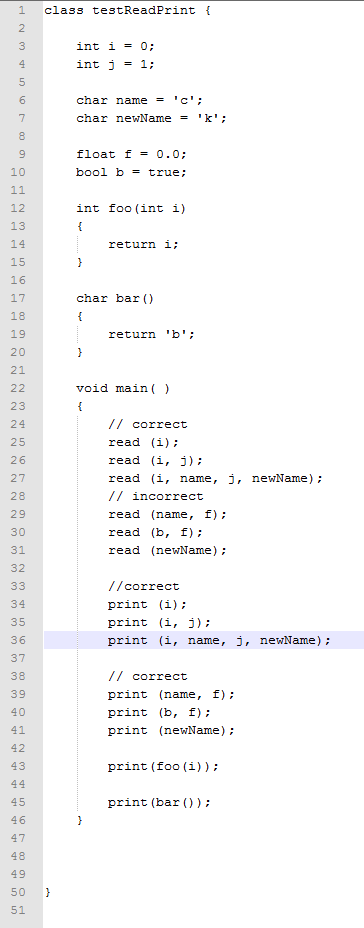 1 class testReadPrint {
2
3 int i = 0;
4 int j = 1;
5
6 char name = 'c';
7 char newName = 'k';
8
9 float f = 0.0;
10 bool b = true;
11
12 int foo(int i)
13 {
14 return i;
15 }
16
17 char bar()
18 {
19 return 'b';
20 }
21
22 void main( )
23 {
24 // correct
25 read (i);
26 read (i, j);
27 read (i, name, j, newName);
28 // incorrect
29 read (name, f);
30 read (b, f);
31 read (newName);
32
33 //correct
34 print (i);
35 print (i, j);
36 print (i, name, j, newName);
37
38 // correct
39 print (name, f);
40 print (b, f);
41 print (newName);
42
43 print(foo(i));
44
45 print(bar());
46 }
47
48
49
50 }
51